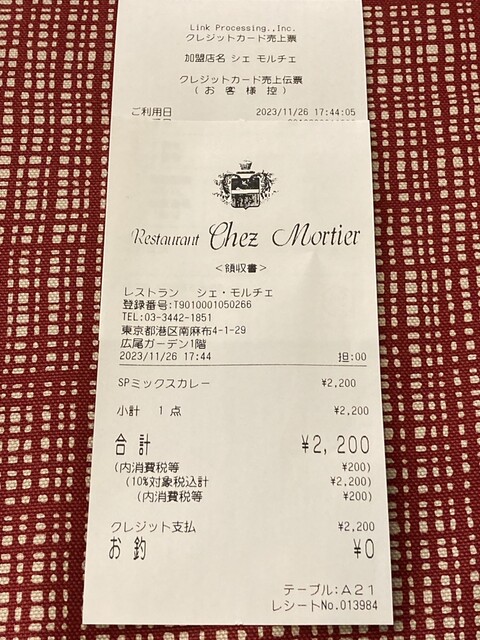 Link Processing.,Inc.
クレジットカード売上票
加盟店名 シェ モルチェ
クレジットカード売上伝票
(お客様控)
ご利用日 2023/11/26 17:44:05
Restaurant Chez Mortier
<領収書>
レストラン シェ・モルチェ
登録番号:T9010001050266
TEL:03-3442-1851
東京都港区南麻布4-1-29
広尾ガーデン1階
2023/11/26 17:44 担:00
SPミックスカレー ¥2,200
小計 1点 ¥2,200
合計 ¥2,200
(内消費税等 ¥200)
(10%対象税込計 ¥2,200)
(内消費税等 ¥200)
クレジット支払 ¥2,200
お釣 ¥0
テーブル:A21
レシートNo.013984